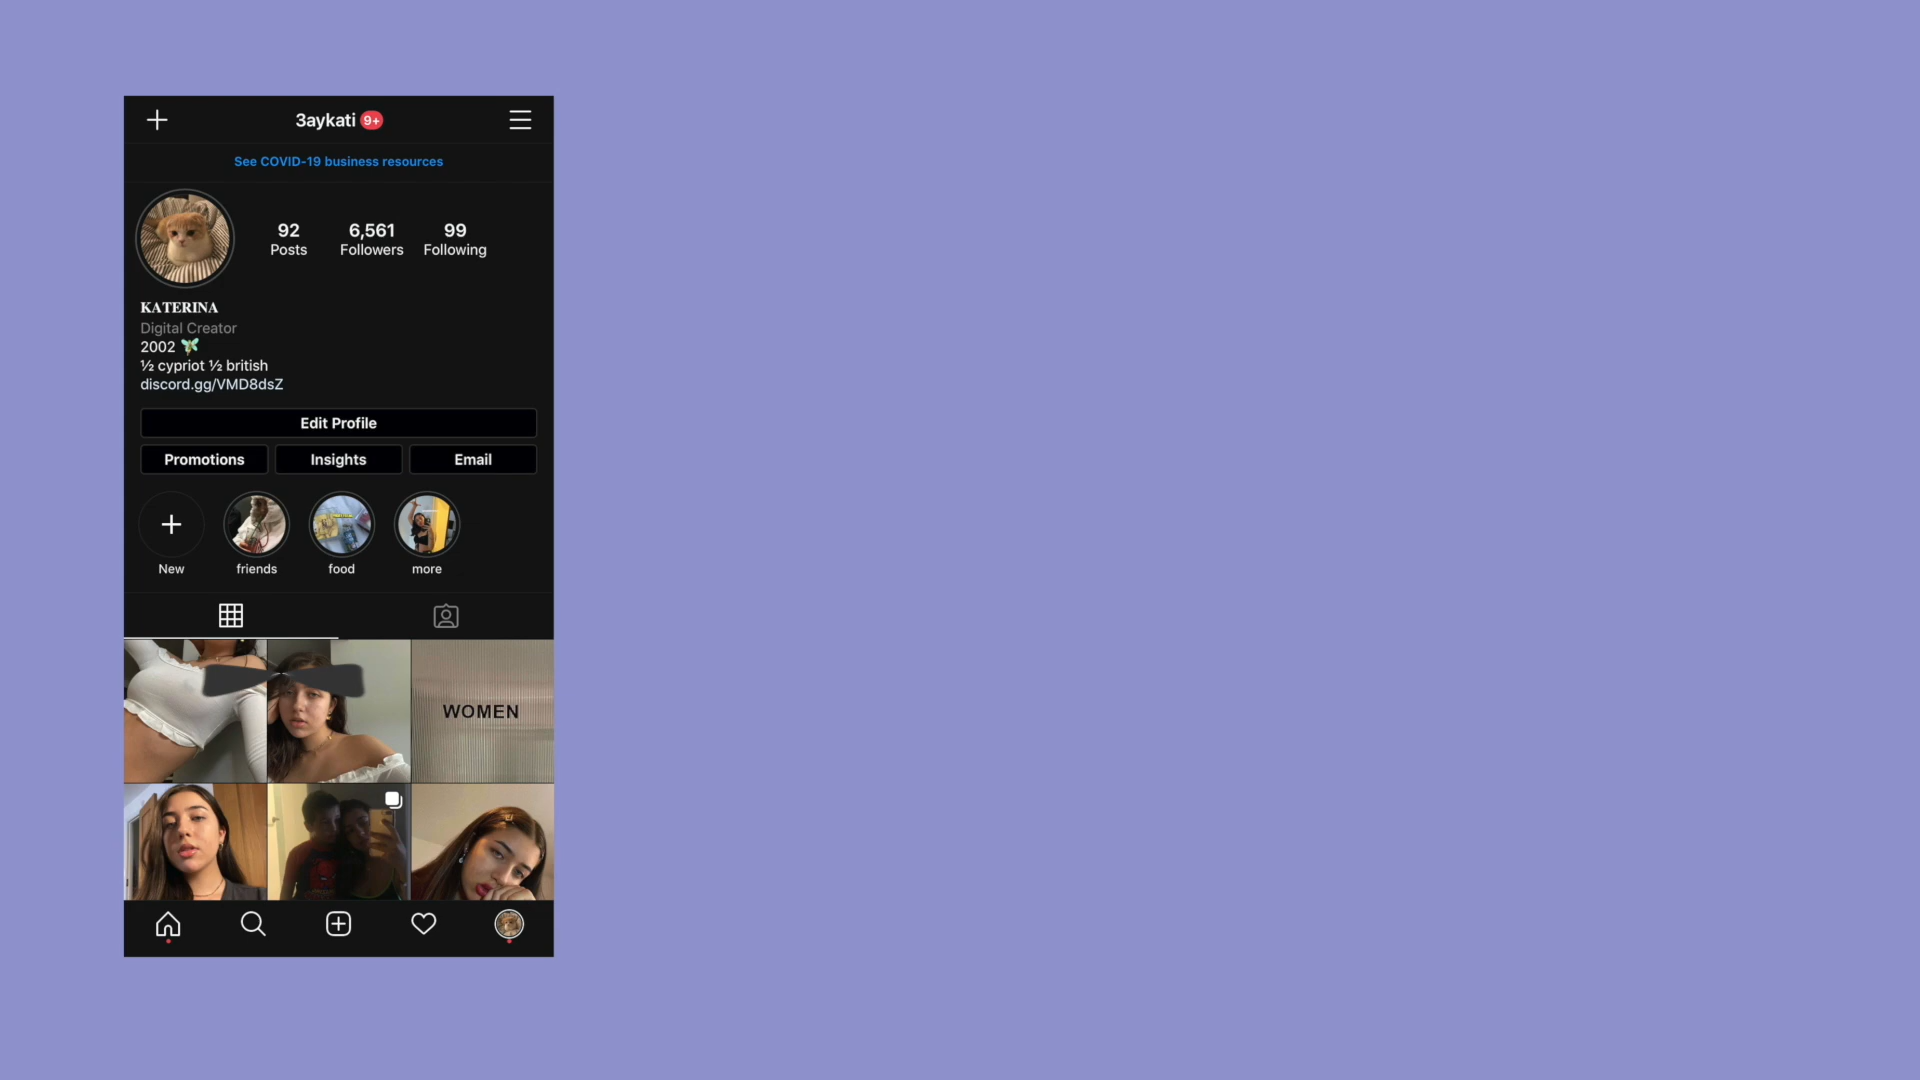 3aykati 9+
See COVID-19 business resources
92 6,561 99
Posts Followers Following
KATERINA
Digital Creator
2002
½ cypriot ½ british
discord.gg/VMD8dsZ
Edit Profile
Promotions Insights Email
New friends food more
WOMEN